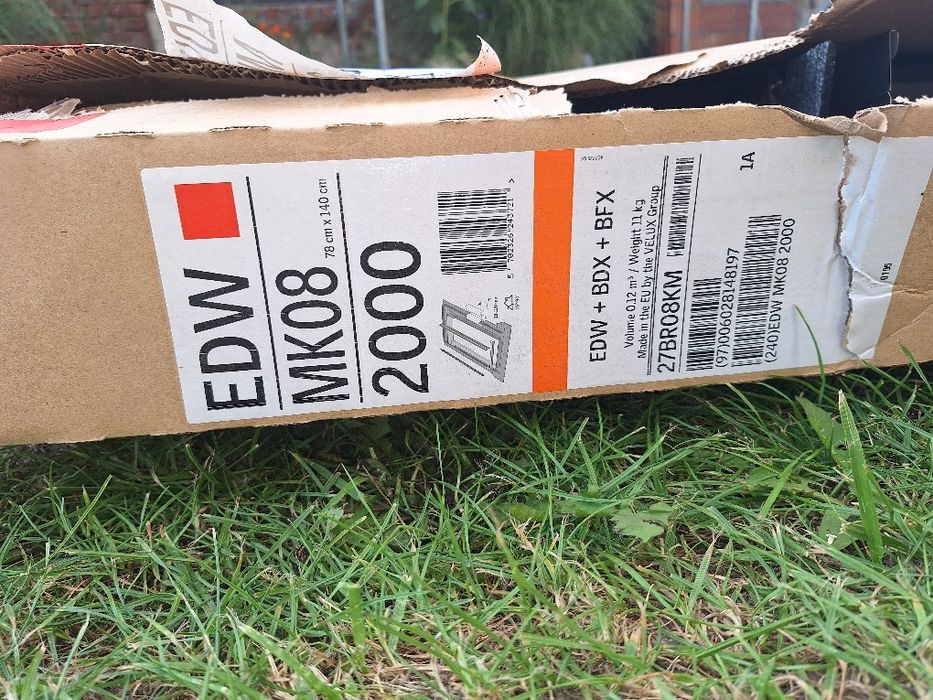 EDW
MK08
78 cm x 140 cm
2000
EDW + BDX + BFX
Volume 0.12 m³ / Weight 11 kg
Made in the EU by the VELUX Group
27BR08KM
(97)006028148197
(240)EDW MK08 2000
1A